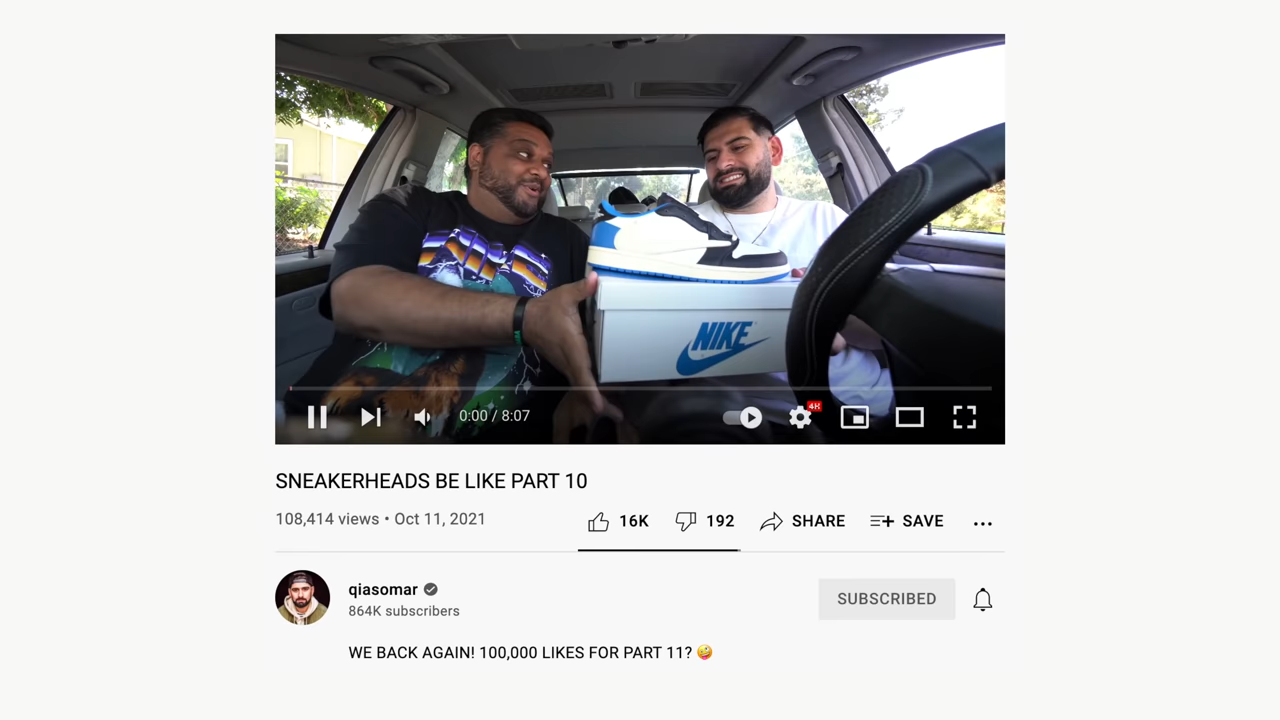 NIKE
0:00 / 8:07
4K
SNEAKERHEADS BE LIKE PART 10
108,414 views • Oct 11, 2021
16K
192
SHARE
SAVE
qiasomar
864K subscribers
SUBSCRIBED
WE BACK AGAIN! 100,000 LIKES FOR PART 11? 🤪